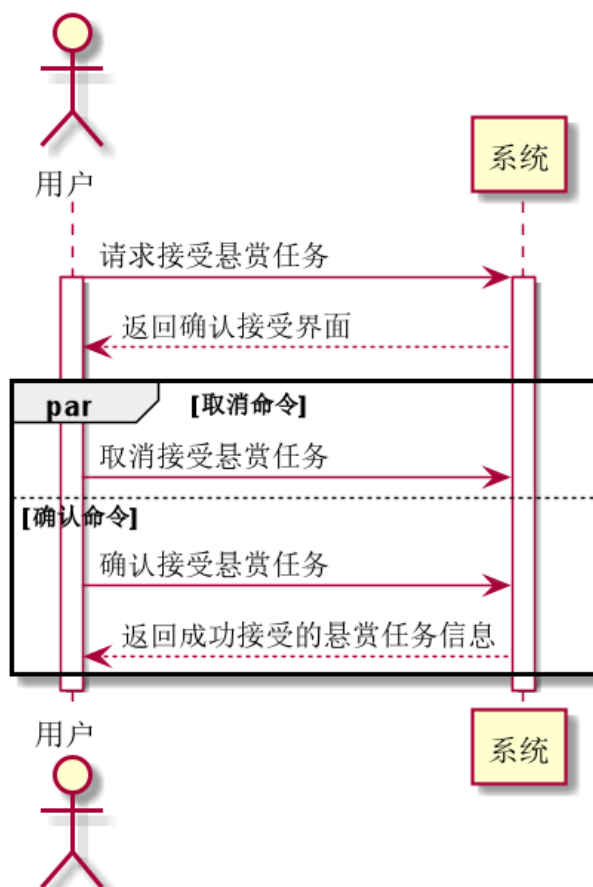 用户
系统
请求接受悬赏任务
返回确认接受界面
par
[取消命令]
取消接受悬赏任务
[确认命令]
确认接受悬赏任务
返回成功接受的悬赏任务信息
用户
系统